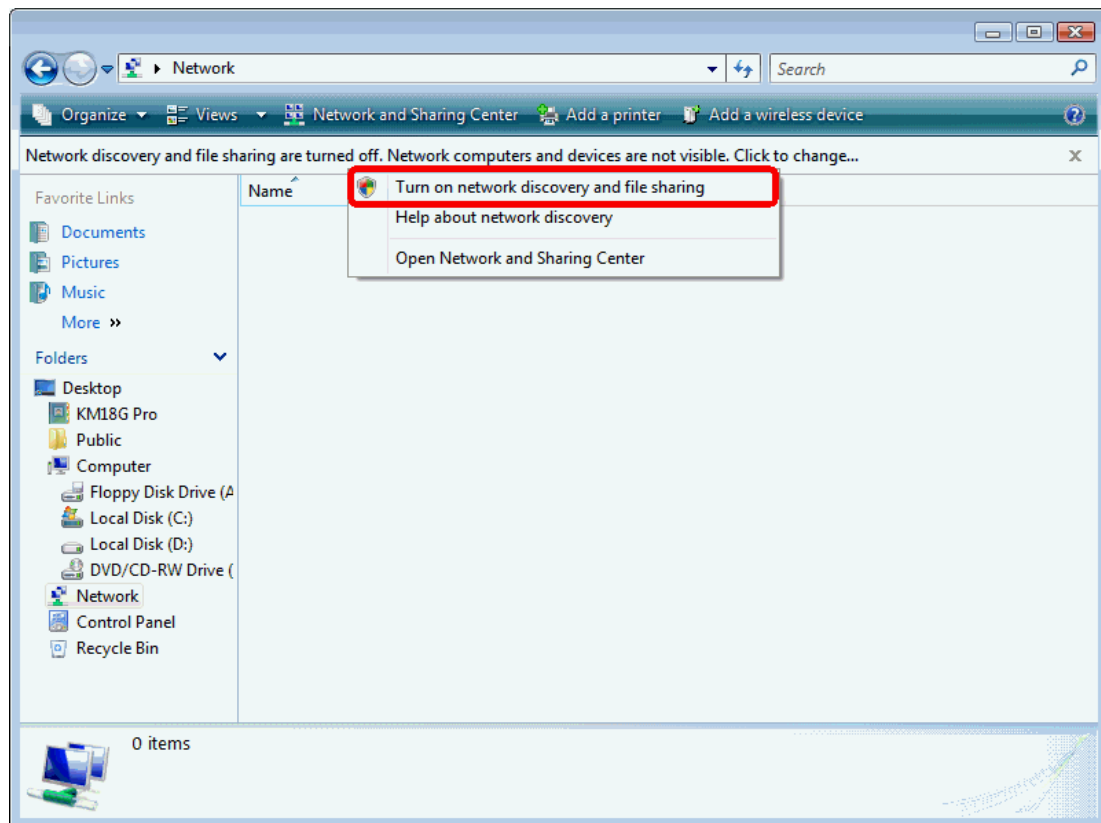 Network
Search
Organize Views Network and Sharing Center Add a printer Add a wireless device
Network discovery and file sharing are turned off. Network computers and devices are not visible. Click to change...
Turn on network discovery and file sharing
Help about network discovery
Open Network and Sharing Center
Name
Favorite Links
Documents
Pictures
Music
More »
Folders
Desktop
KM18G Pro
Public
Computer
Floppy Disk Drive (A
Local Disk (C:)
Local Disk (D:)
DVD/CD-RW Drive (
Network
Control Panel
Recycle Bin
0 items